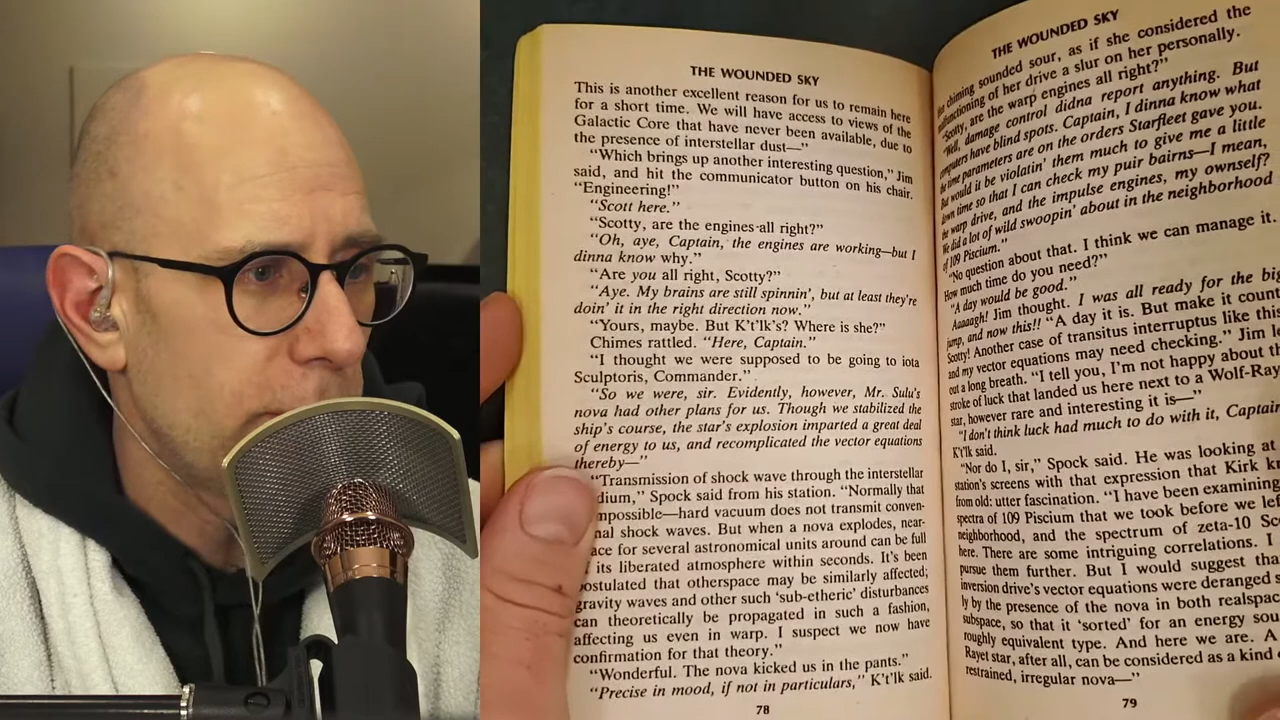 THE WOUNDED SKY
This is another excellent reason for us to remain here
for a short time. We will have access to views of the
Galactic Core that have never been available, due to
the presence of interstellar dust—”
“Which brings up another interesting question,” Jim
said, and hit the communicator button on his chair.
“Engineering!”
“Scott here.”
“Scotty, are the engines all right?”
“Oh, aye, Captain, the engines are working—but I
dinna know why.”
“Are you all right, Scotty?”
“Aye. My brains are still spinnin’, but at least they’re
doin’ it in the right direction now.”
“Yours, maybe. But K’t’lk’s? Where is she?”
Chimes rattled. “Here, Captain.”
“I thought we were supposed to be going to iota
Sculptoris, Commander.”
“So we were, sir. Evidently, however, Mr. Sulu’s
nova had other plans for us. Though we stabilized the
ship’s course, the star’s explosion imparted a great deal
of energy to us, and recomplicated the vector equations
thereby—”
“Transmission of shock wave through the interstellar
dium,” Spock said from his station. “Normally that
mpossible—hard vacuum does not transmit conven-
nal shock waves. But when a nova explodes, near-
ace for several astronomical units around can be full
its liberated atmosphere within seconds. It’s been
postulated that otherspace may be similarly affected;
gravity waves and other such ‘sub-etheric’ disturbances
can theoretically be propagated in such a fashion,
affecting us even in warp. I suspect we now have
confirmation for that theory.”
“Wonderful. The nova kicked us in the pants.”
“Precise in mood, if not in particulars,” K’t’lk said.
78
THE WOUNDED SKY
chiming sounded sour, as if she considered the
malfunctioning of her drive a slur on her personally.
“Scotty, are the warp engines all right?”
“Well, damage control didna report anything. But
computers have blind spots. Captain, I dinna know what
the time parameters are on the orders Starfleet gave you.
But would it be violatin’ them much to give me a little
down time so that I can check my puir bairns—I mean,
the warp drive, and the impulse engines, my ownself?
We did a lot of wild swoopin’ about in the neighborhood
of 109 Piscium.”
“No question about that. I think we can manage it.
How much time do you need?”
“A day would be good.”
Aaaaagh! Jim thought. I was all ready for the big
jump, and now this!! “A day it is. But make it count
Scotty! Another case of transitus interruptus like this
and my vector equations may need checking.” Jim l
out a long breath. “I tell you, I’m not happy about th
stroke of luck that landed us here next to a Wolf-Ray
star, however rare and interesting it is—”
“I don’t think luck had much to do with it, Captain
K’t’lk said.
“Nor do I, sir,” Spock said. He was looking at
station’s screens with that expression that Kirk kn
from old: utter fascination. “I have been examining
spectra of 109 Piscium that we took before we lef
neighborhood, and the spectrum of zeta-10 Sc
here. There are some intriguing correlations. I
pursue them further. But I would suggest tha
inversion drive’s vector equations were deranged s
ly by the presence of the nova in both realspac
subspace, so that it ‘sorted’ for an energy sou
roughly equivalent type. And here we are. A
Rayet star, after all, can be considered as a kind
restrained, irregular nova—”
79